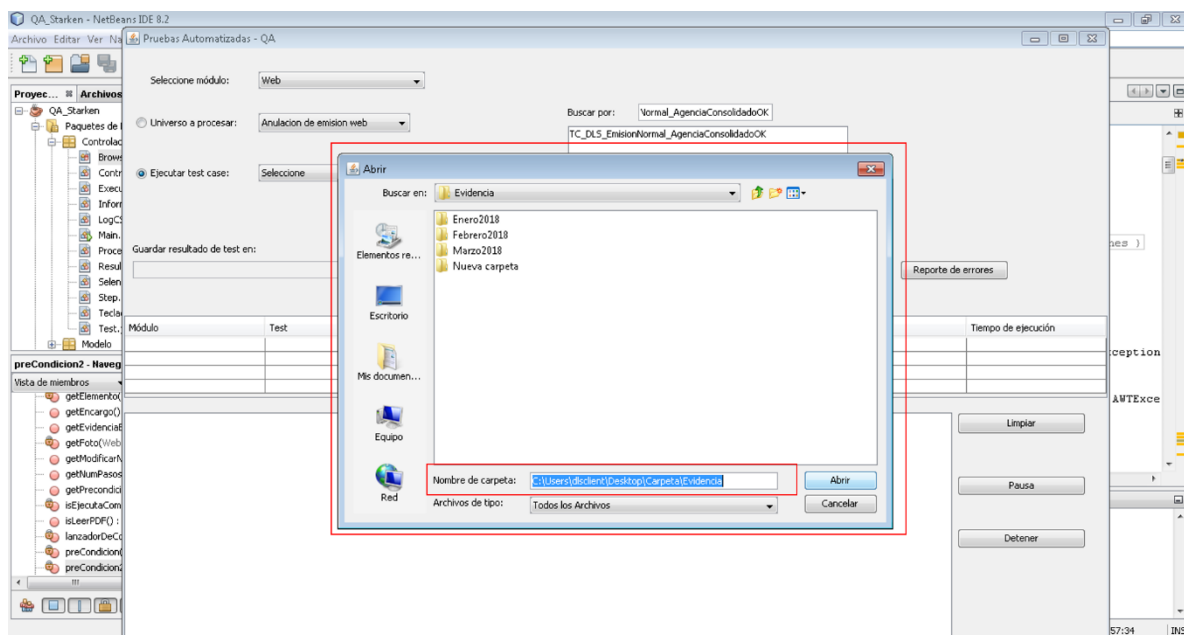 QA_Starken - NetBeans IDE 8.2
Archivo Editar Ver Na
Pruebas Automatizadas - QA
Seleccione módulo:
Web
Proyec...
Archivos
QA_Starken
Paquetes de l
Controlac
Brows
Contr
Execu
Inforr
LogCS
Main.
Proce
Resul
Selen
Step.
Tecla
Test.
Modelo
Universo a procesar:
Anulacion de emision web
Buscar por:
Normal_AgenciaConsolidadoOK
TC_DLS_EmisionNormal_AgenciaConsolidadoOK
Ejecutar test case:
Seleccione
Guardar resultado de test en:
Reporte de errores
Abrir
Buscar en:
Evidencia
Enero2018
Febrero2018
Marzo2018
Nueva carpeta
Elementos re...
Escritorio
Mis documen...
Equipo
Red
Nombre de carpeta:
C:\Users\dlsclient\Desktop\Carpeta\Evidencia
Abrir
Archivos de tipo:
Todos los Archivos
Cancelar
Módulo
Test
Tiempo de ejecución
nes )
ception
AWTExce
preCondicion2 - Naveg
Vista de miembros
getElemento(
getEncargo()
getEvidenciaE
getFoto(Web
getModificarN
getNumPasos
getPrecondici
isEjecutaCom
isLeerPDF() :
lanzadorDeCo
preCondicion(
preCondicion2
Limpiar
Pausa
Detener
57:34
INS